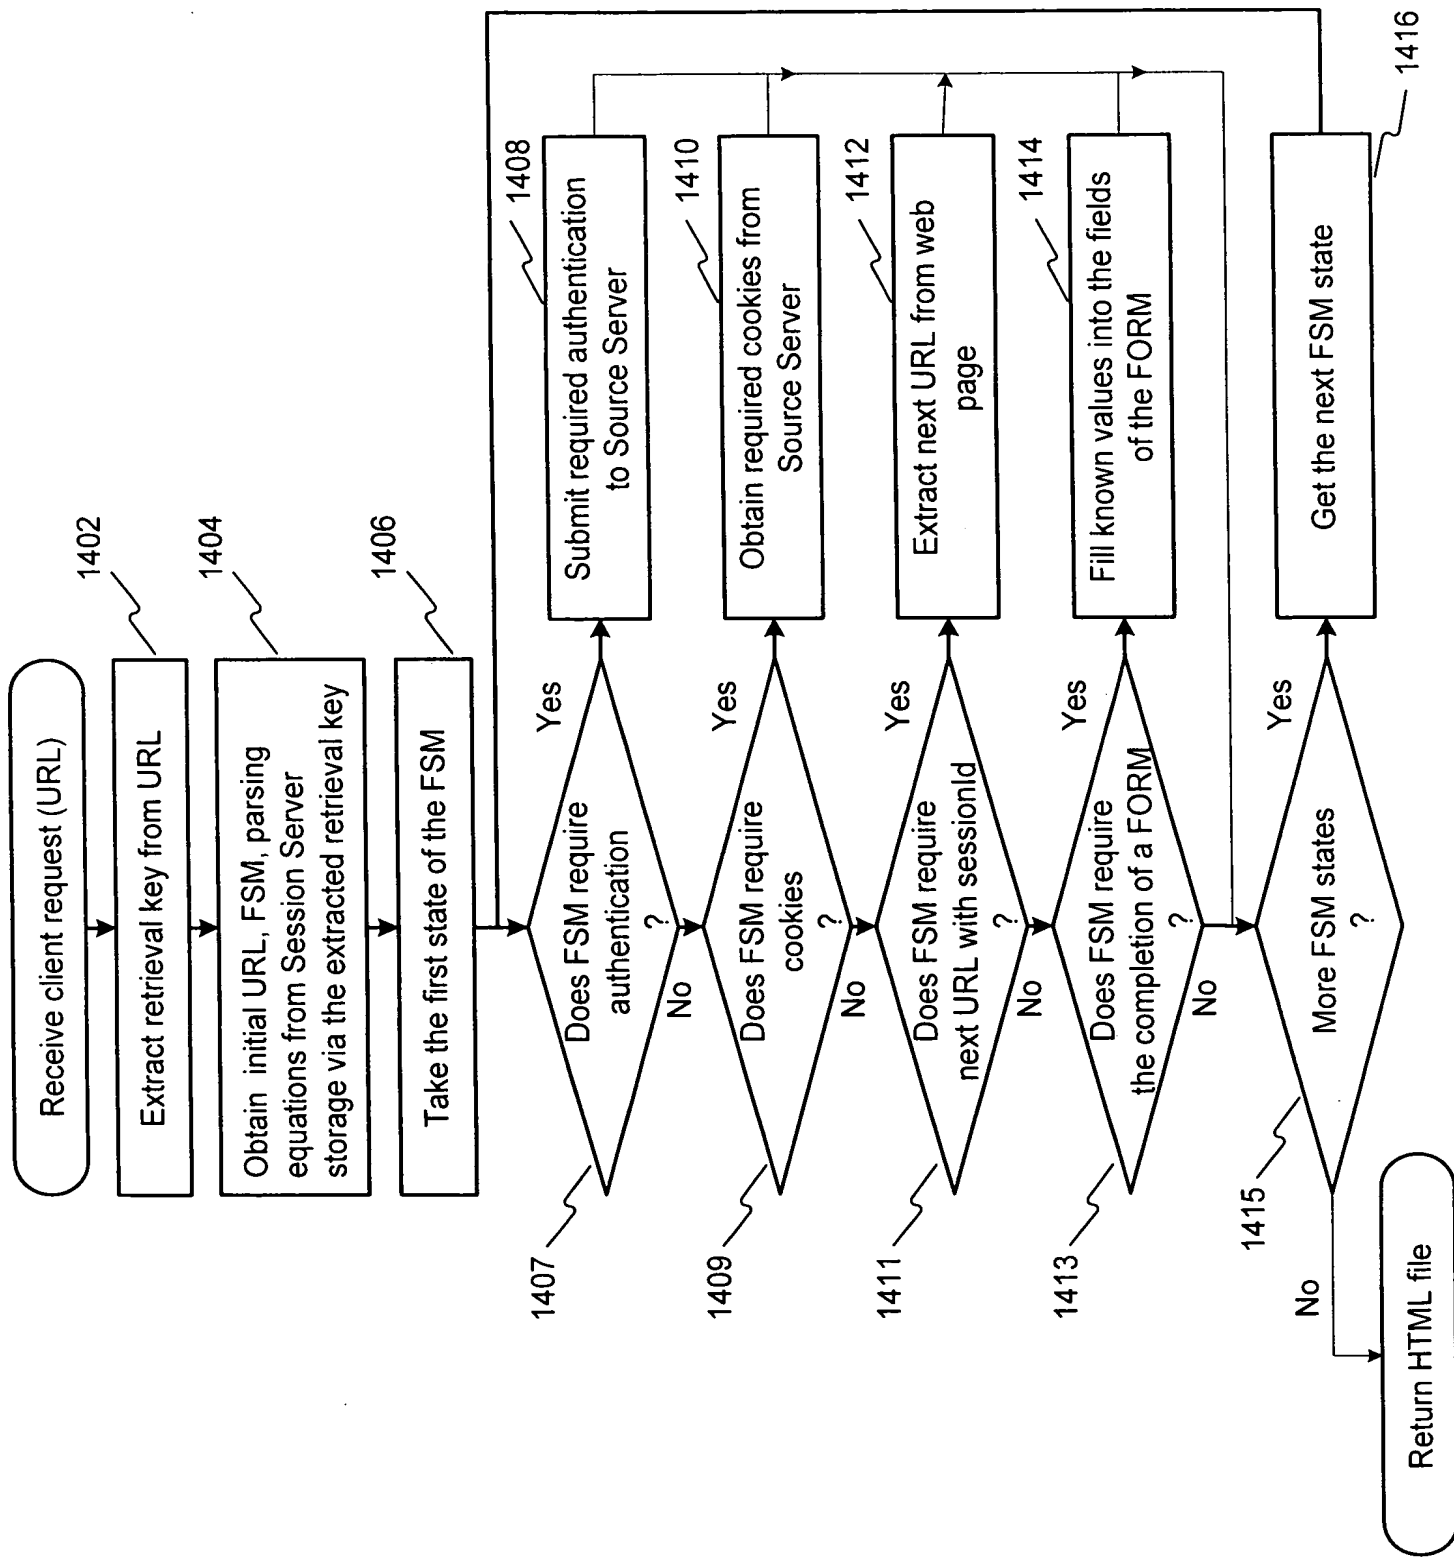 Receive client request (URL)
1402
Extract retrieval key from URL
1404
Obtain initial URL, FSM, parsing
equations from Session Server
storage via the extracted retrieval key
1406
Take the first state of the FSM
1407
Does FSM require
authentication
?
Yes
No
1408
Submit required authentication
to Source Server
1409
Does FSM require
cookies
?
Yes
No
1410
Obtain required cookies from
Source Server
1411
Does FSM require
next URL with sessionId
?
Yes
No
1412
Extract next URL from web
page
1413
Does FSM require
the completion of a FORM
?
Yes
No
1414
Fill known values into the fields
of the FORM
1415
More FSM states
?
Yes
No
1416
Get the next FSM state
Return HTML file